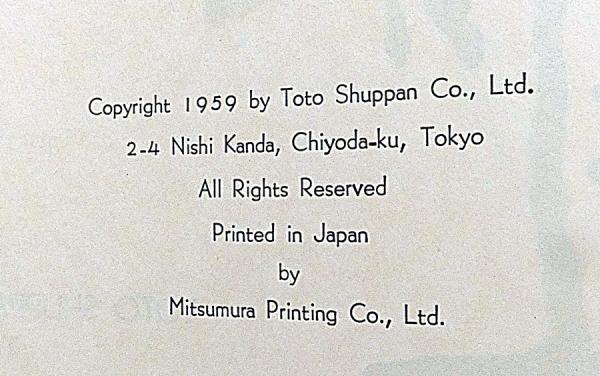 Copyright 1959 by Toto Shuppan Co., Ltd.
2-4 Nishi Kanda, Chiyoda-ku, Tokyo
All Rights Reserved
Printed in Japan
by
Mitsumura Printing Co., Ltd.